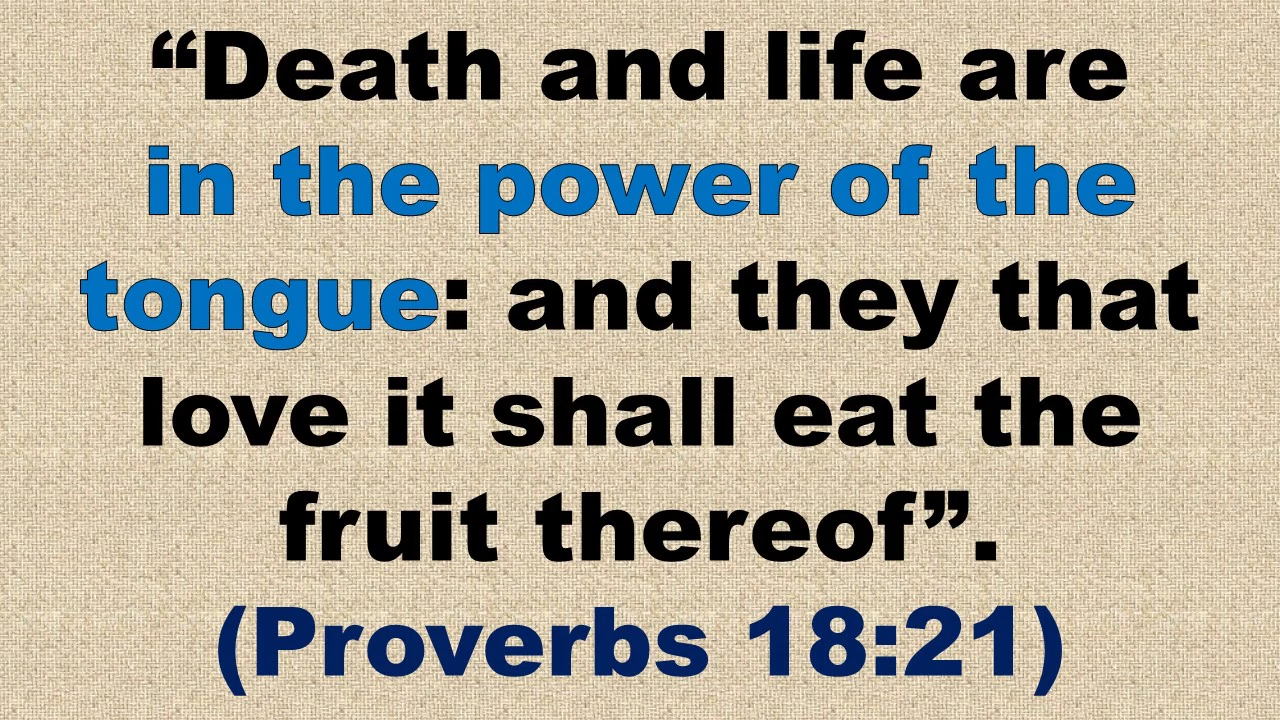 “Death and life are
in the power of the
tongue: and they that
love it shall eat the
fruit thereof”.
(Proverbs 18:21)